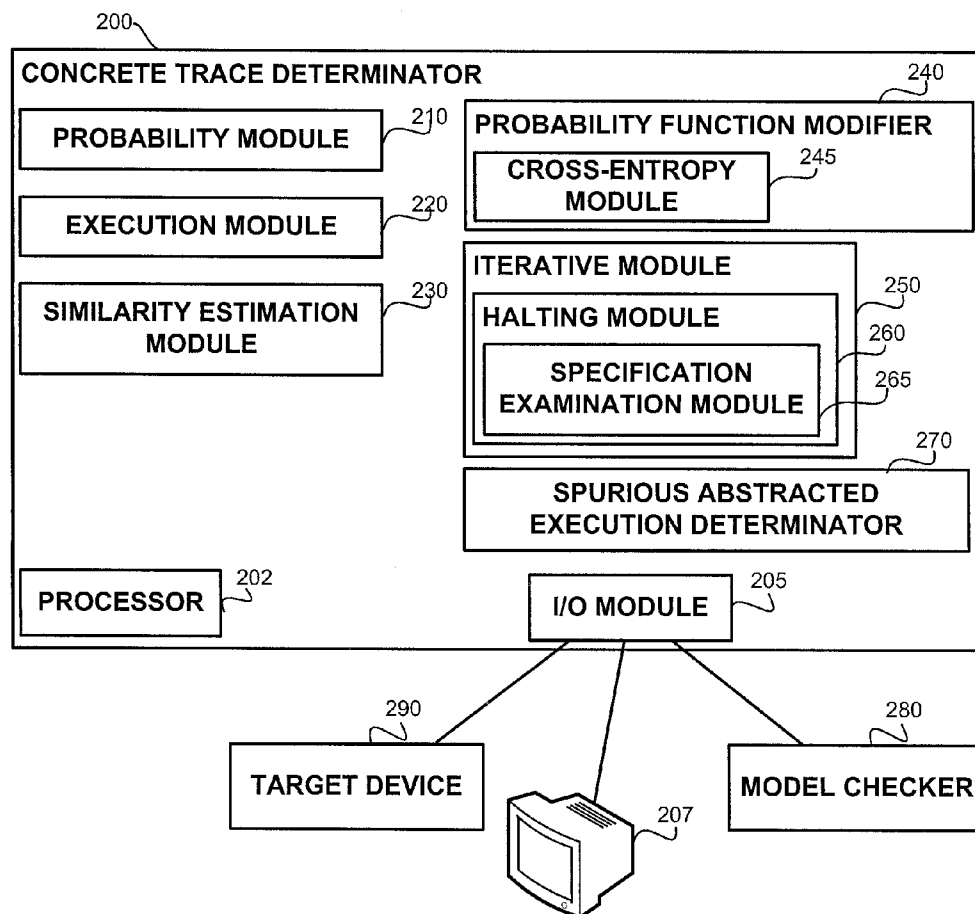 200
CONCRETE TRACE DETERMINATOR
PROBABILITY MODULE
210
EXECUTION MODULE
220
SIMILARITY ESTIMATION
MODULE
230
240
PROBABILITY FUNCTION MODIFIER
CROSS-ENTROPY
MODULE
245
ITERATIVE MODULE
250
HALTING MODULE
260
SPECIFICATION
EXAMINATION MODULE
265
270
SPURIOUS ABSTRACTED
EXECUTION DETERMINATOR
PROCESSOR
202
I/O MODULE
205
290
TARGET DEVICE
207
280
MODEL CHECKER